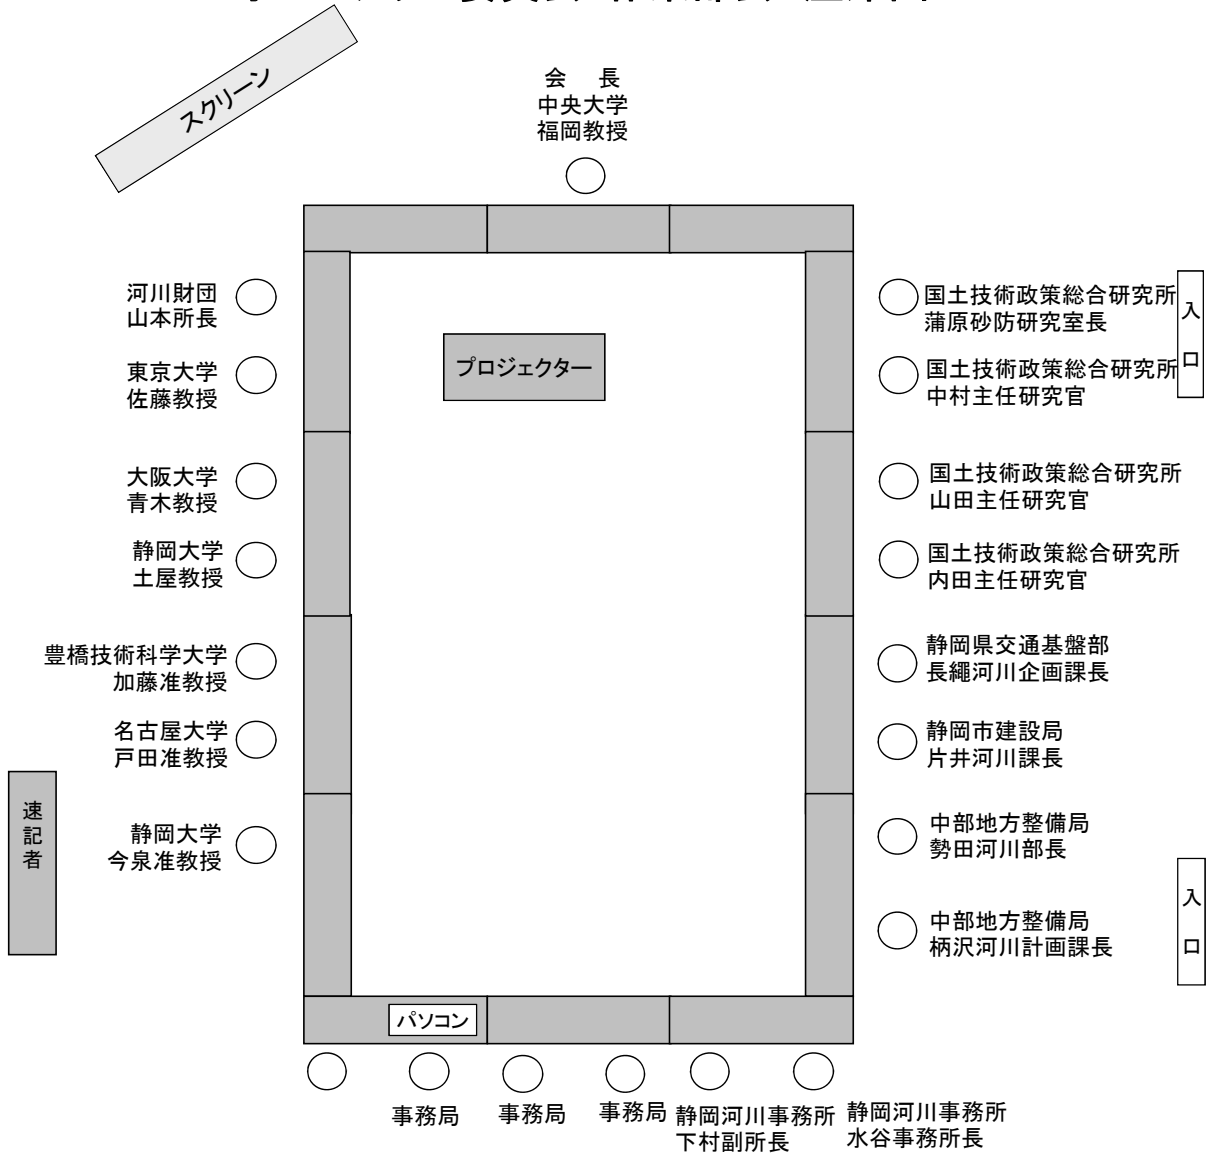 スクリーン
会 長
中央大学
福岡教授
河川財団
山本所長
東京大学
佐藤教授
大阪大学
青木教授
静岡大学
土屋教授
豊橋技術科学大学
加藤准教授
名古屋大学
戸田准教授
静岡大学
今泉准教授
速記者
プロジェクター
国土技術政策総合研究所
蒲原砂防研究室長
国土技術政策総合研究所
中村主任研究官
国土技術政策総合研究所
山田主任研究官
国土技術政策総合研究所
内田主任研究官
静岡県交通基盤部
長縄河川企画課長
静岡市建設局
片井河川課長
中部地方整備局
勢田河川部長
中部地方整備局
柄沢河川計画課長
入口
入口
パソコン
事務局
事務局
事務局
静岡河川事務所
下村副所長
静岡河川事務所
水谷事務所長